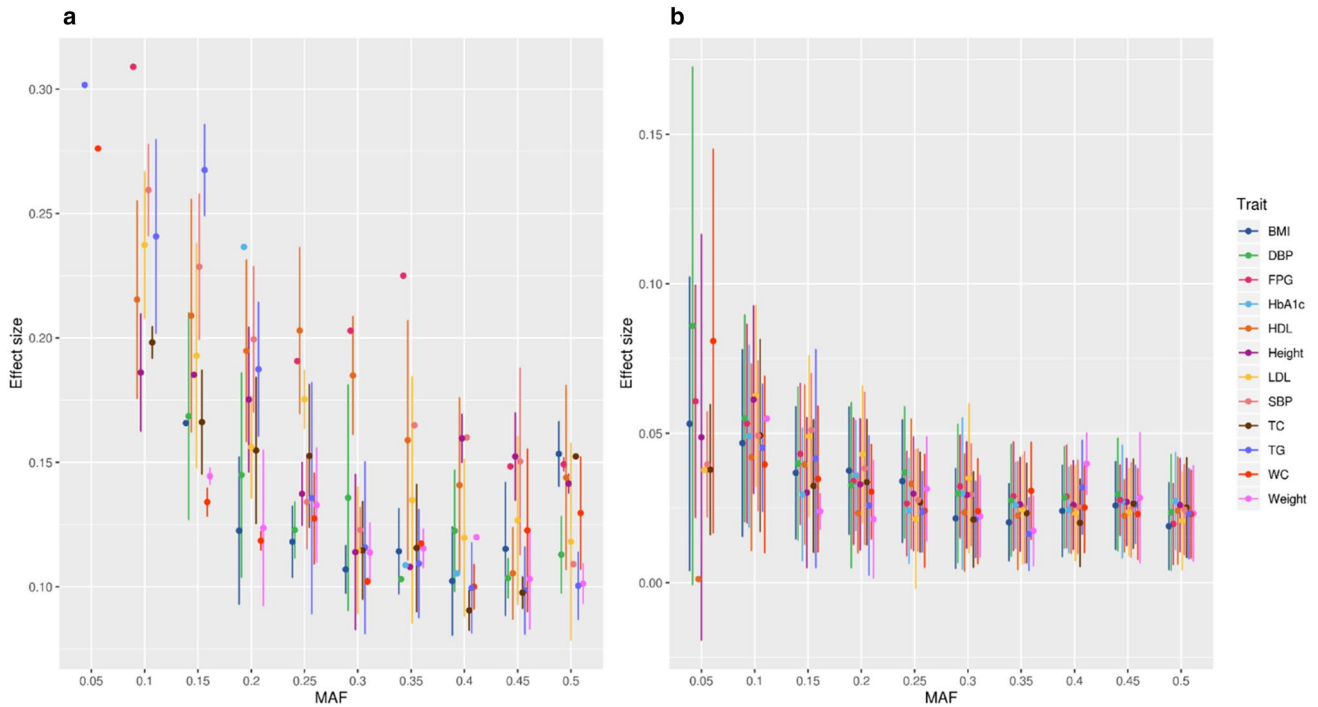 a
b
Effect size
0.30
0.25
0.20
0.15
0.10
0.05 0.1 0.15 0.2 0.25 0.3 0.35 0.4 0.45 0.5
MAF
Effect size
0.15
0.10
0.05
0.00
0.05 0.1 0.15 0.2 0.25 0.3 0.35 0.4 0.45 0.5
MAF
Trait
BMI
DBP
FPG
HbA1c
HDL
Height
LDL
SBP
TC
TG
WC
Weight